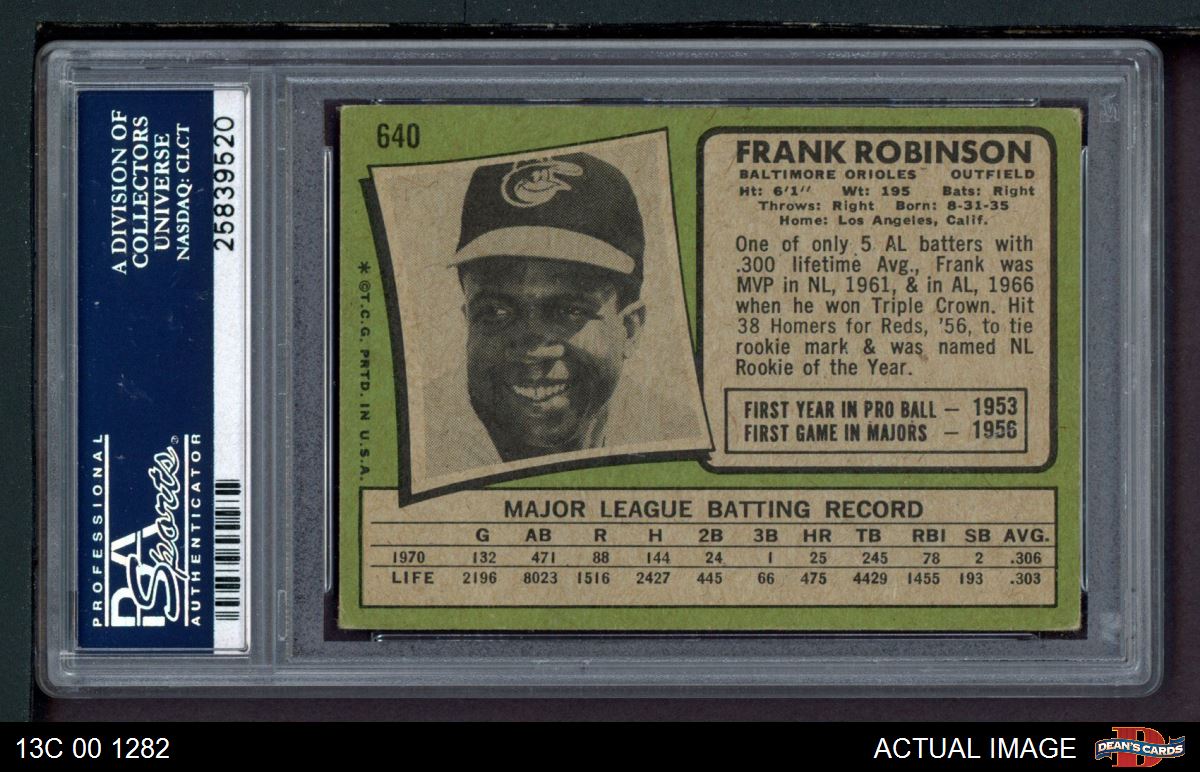 A DIVISION OF
COLLECTORS
UNIVERSE
NASDAQ: CLCT
25839520
PROFESSIONAL
PSA
Sports®
AUTHENTICATOR
640
* ©T.C.G. PRTD. IN U.S.A.
FRANK ROBINSON
BALTIMORE ORIOLES OUTFIELD
Ht: 6'1" Wt: 195 Bats: Right
Throws: Right Born: 8-31-35
Home: Los Angeles, Calif.
One of only 5 AL batters with
.300 lifetime Avg., Frank was
MVP in NL, 1961, & in AL, 1966
when he won Triple Crown. Hit
38 Homers for Reds, '56, to tie
rookie mark & was named NL
Rookie of the Year.
FIRST YEAR IN PRO BALL — 1953
FIRST GAME IN MAJORS — 1956
MAJOR LEAGUE BATTING RECORD
G AB R H 2B 3B HR TB RBI SB AVG.
1970 132 471 88 144 24 1 25 245 78 2 .306
LIFE 2196 8023 1516 2427 445 66 475 4429 1455 193 .303
13C 00 1282
ACTUAL IMAGE
D
DEAN'S CARDS